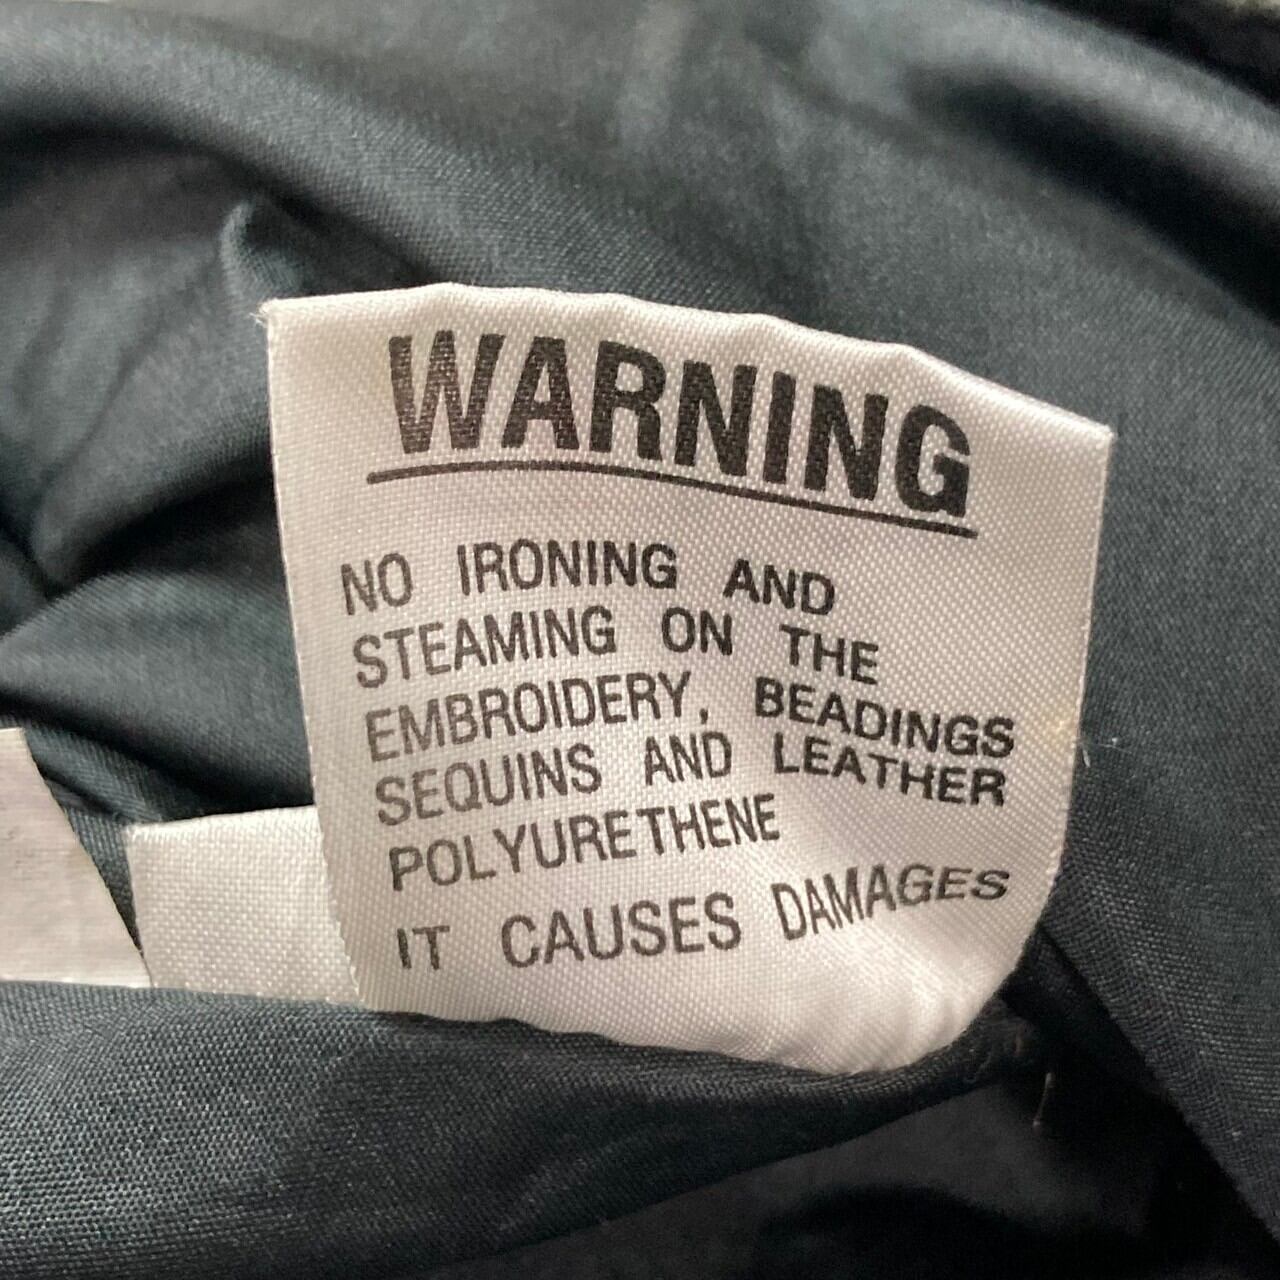 WARNING
NO IRONING AND
STEAMING ON THE
EMBROIDERY, BEADINGS
SEQUINS AND LEATHER
POLYURETHENE
IT CAUSES DAMAGES